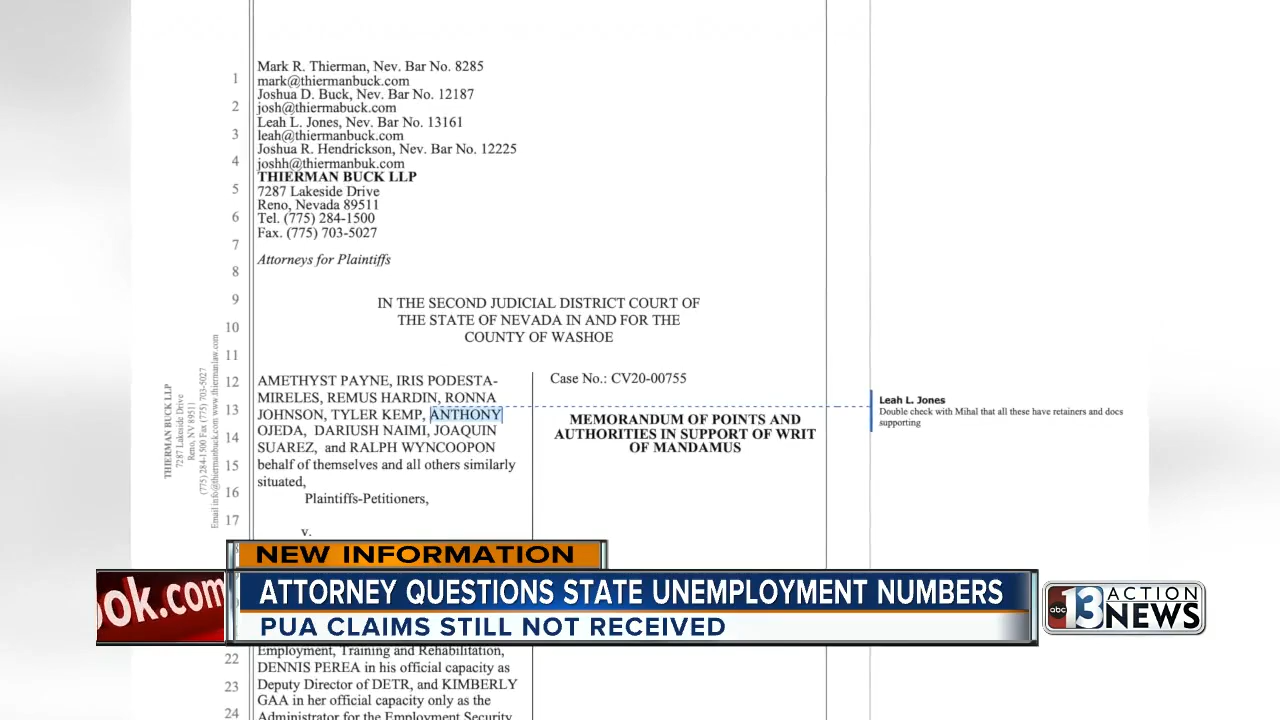 Mark R. Thierman, Nev. Bar No. 8285
1
mark@thiermanbuck.com
Joshua D. Buck, Nev. Bar No. 12187
2
josh@thiermabuck.com
Leah L. Jones, Nev. Bar No. 13161
3
leah@thiermanbuck.com
Joshua R. Hendrickson, Nev. Bar No. 12225
4
joshh@thiermanbuk.com
THIERMAN BUCK LLP
5
7287 Lakeside Drive
Reno, Nevada 89511
6
Tel. (775) 284-1500
Fax. (775) 703-5027
7
Attorneys for Plaintiffs
8
9
IN THE SECOND JUDICIAL DISTRICT COURT OF
10
THE STATE OF NEVADA IN AND FOR THE
COUNTY OF WASHOE
11
12
AMETHYST PAYNE, IRIS PODESTA-
MIRELES, REMUS HARDIN, RONNA
13
JOHNSON, TYLER KEMP, ANTHONY
OJEDA, DARIUSH NAIMI, JOAQUIN
14
SUAREZ, and RALPH WYNCOOPON
15
behalf of themselves and all others similarly
situated,
16
Plaintiffs-Petitioners,
17
v.
Case No.: CV20-00755
MEMORANDUM OF POINTS AND
AUTHORITIES IN SUPPORT OF WRIT
OF MANDAMUS
Leah L. Jones
Double check with Mihal that all these have retainers and docs
supporting
THIERMAN BUCK LLP
7287 Lakeside Drive
Reno, NV 89511
(775) 284-1500 Fax (775) 703-5027
Email info@thiermanbuck.com www.thiermanlaw.com
NEW INFORMATION
ok.com
ATTORNEY QUESTIONS STATE UNEMPLOYMENT NUMBERS
PUA CLAIMS STILL NOT RECEIVED
abc 13 ACTION
NEWS
Employment, Training and Rehabilitation,
22
DENNIS PEREA in his official capacity as
23
Deputy Director of DETR, and KIMBERLY
GAA in her official capacity only as the
24
Administrator for the Employment Security